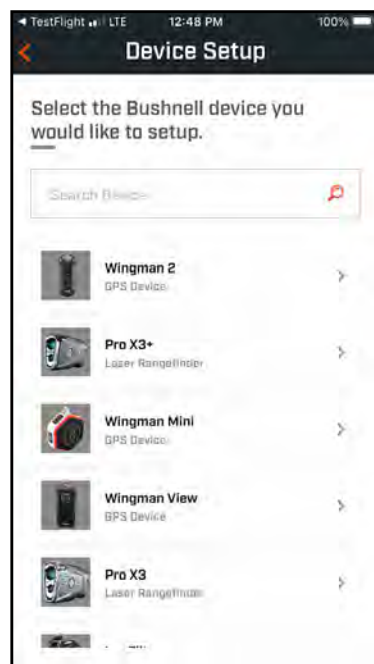 TestFlight LTE 12:48 PM 100%
Device Setup
Select the Bushnell device you
would like to setup.
Search Device
Wingman 2
GPS Device
Pro X3+
Laser Rangefinder
Wingman Mini
GPS Device
Wingman View
GPS Device
Pro X3
Laser Rangefinder